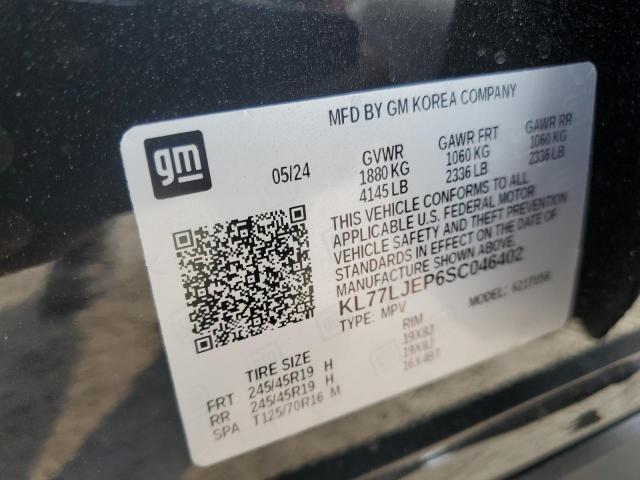 MFD BY GM KOREA COMPANY
gm
05/24
GVWR
1880 KG
4145 LB
GAWR FRT
1060 KG
2336 LB
GAWR RR
1060 KG
2336 LB
THIS VEHICLE CONFORMS TO ALL
APPLICABLE U.S. FEDERAL MOTOR
VEHICLE SAFETY AND THEFT PREVENTION
STANDARDS IN EFFECT ON THE DATE OF
MANUFACTURE SHOWN ABOVE.
KL77LJEP6SC046402
TYPE: MPV
MODEL:
TIRE SIZE
RIM
FRT 245/45R19 H 19X8J
RR 245/45R19 H 19X8J
SPA T125/70R16 M 16X4BT